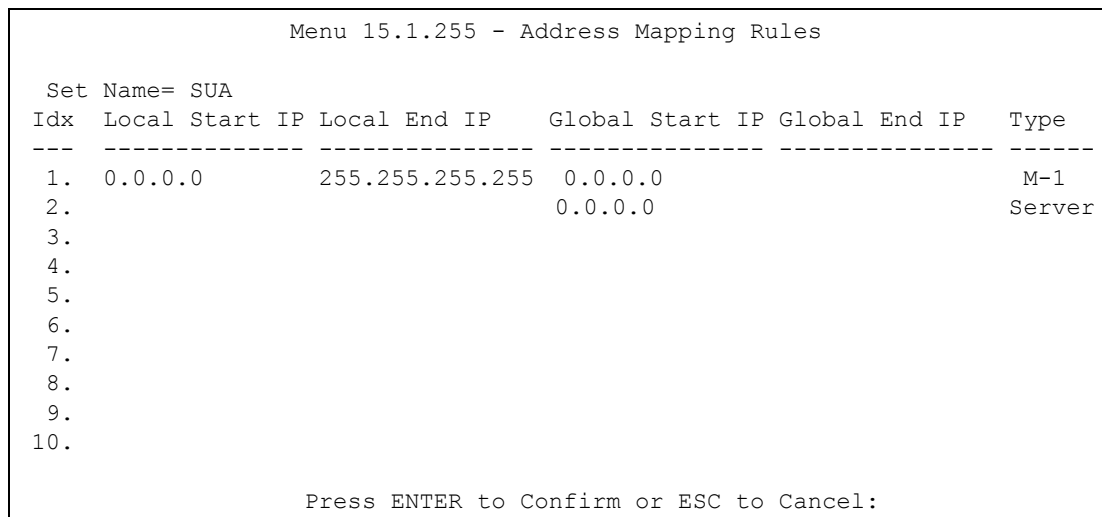 Menu 15.1.255 - Address Mapping Rules
Set Name= SUA
Idx  Local Start IP Local End IP    Global Start IP Global End IP   Type
---  -------------- --------------- --------------- --------------- ------
1.  0.0.0.0        255.255.255.255  0.0.0.0                         M-1
2.                                  0.0.0.0                         Server
3.
4.
5.
6.
7.
8.
9.
10.
Press ENTER to Confirm or ESC to Cancel: